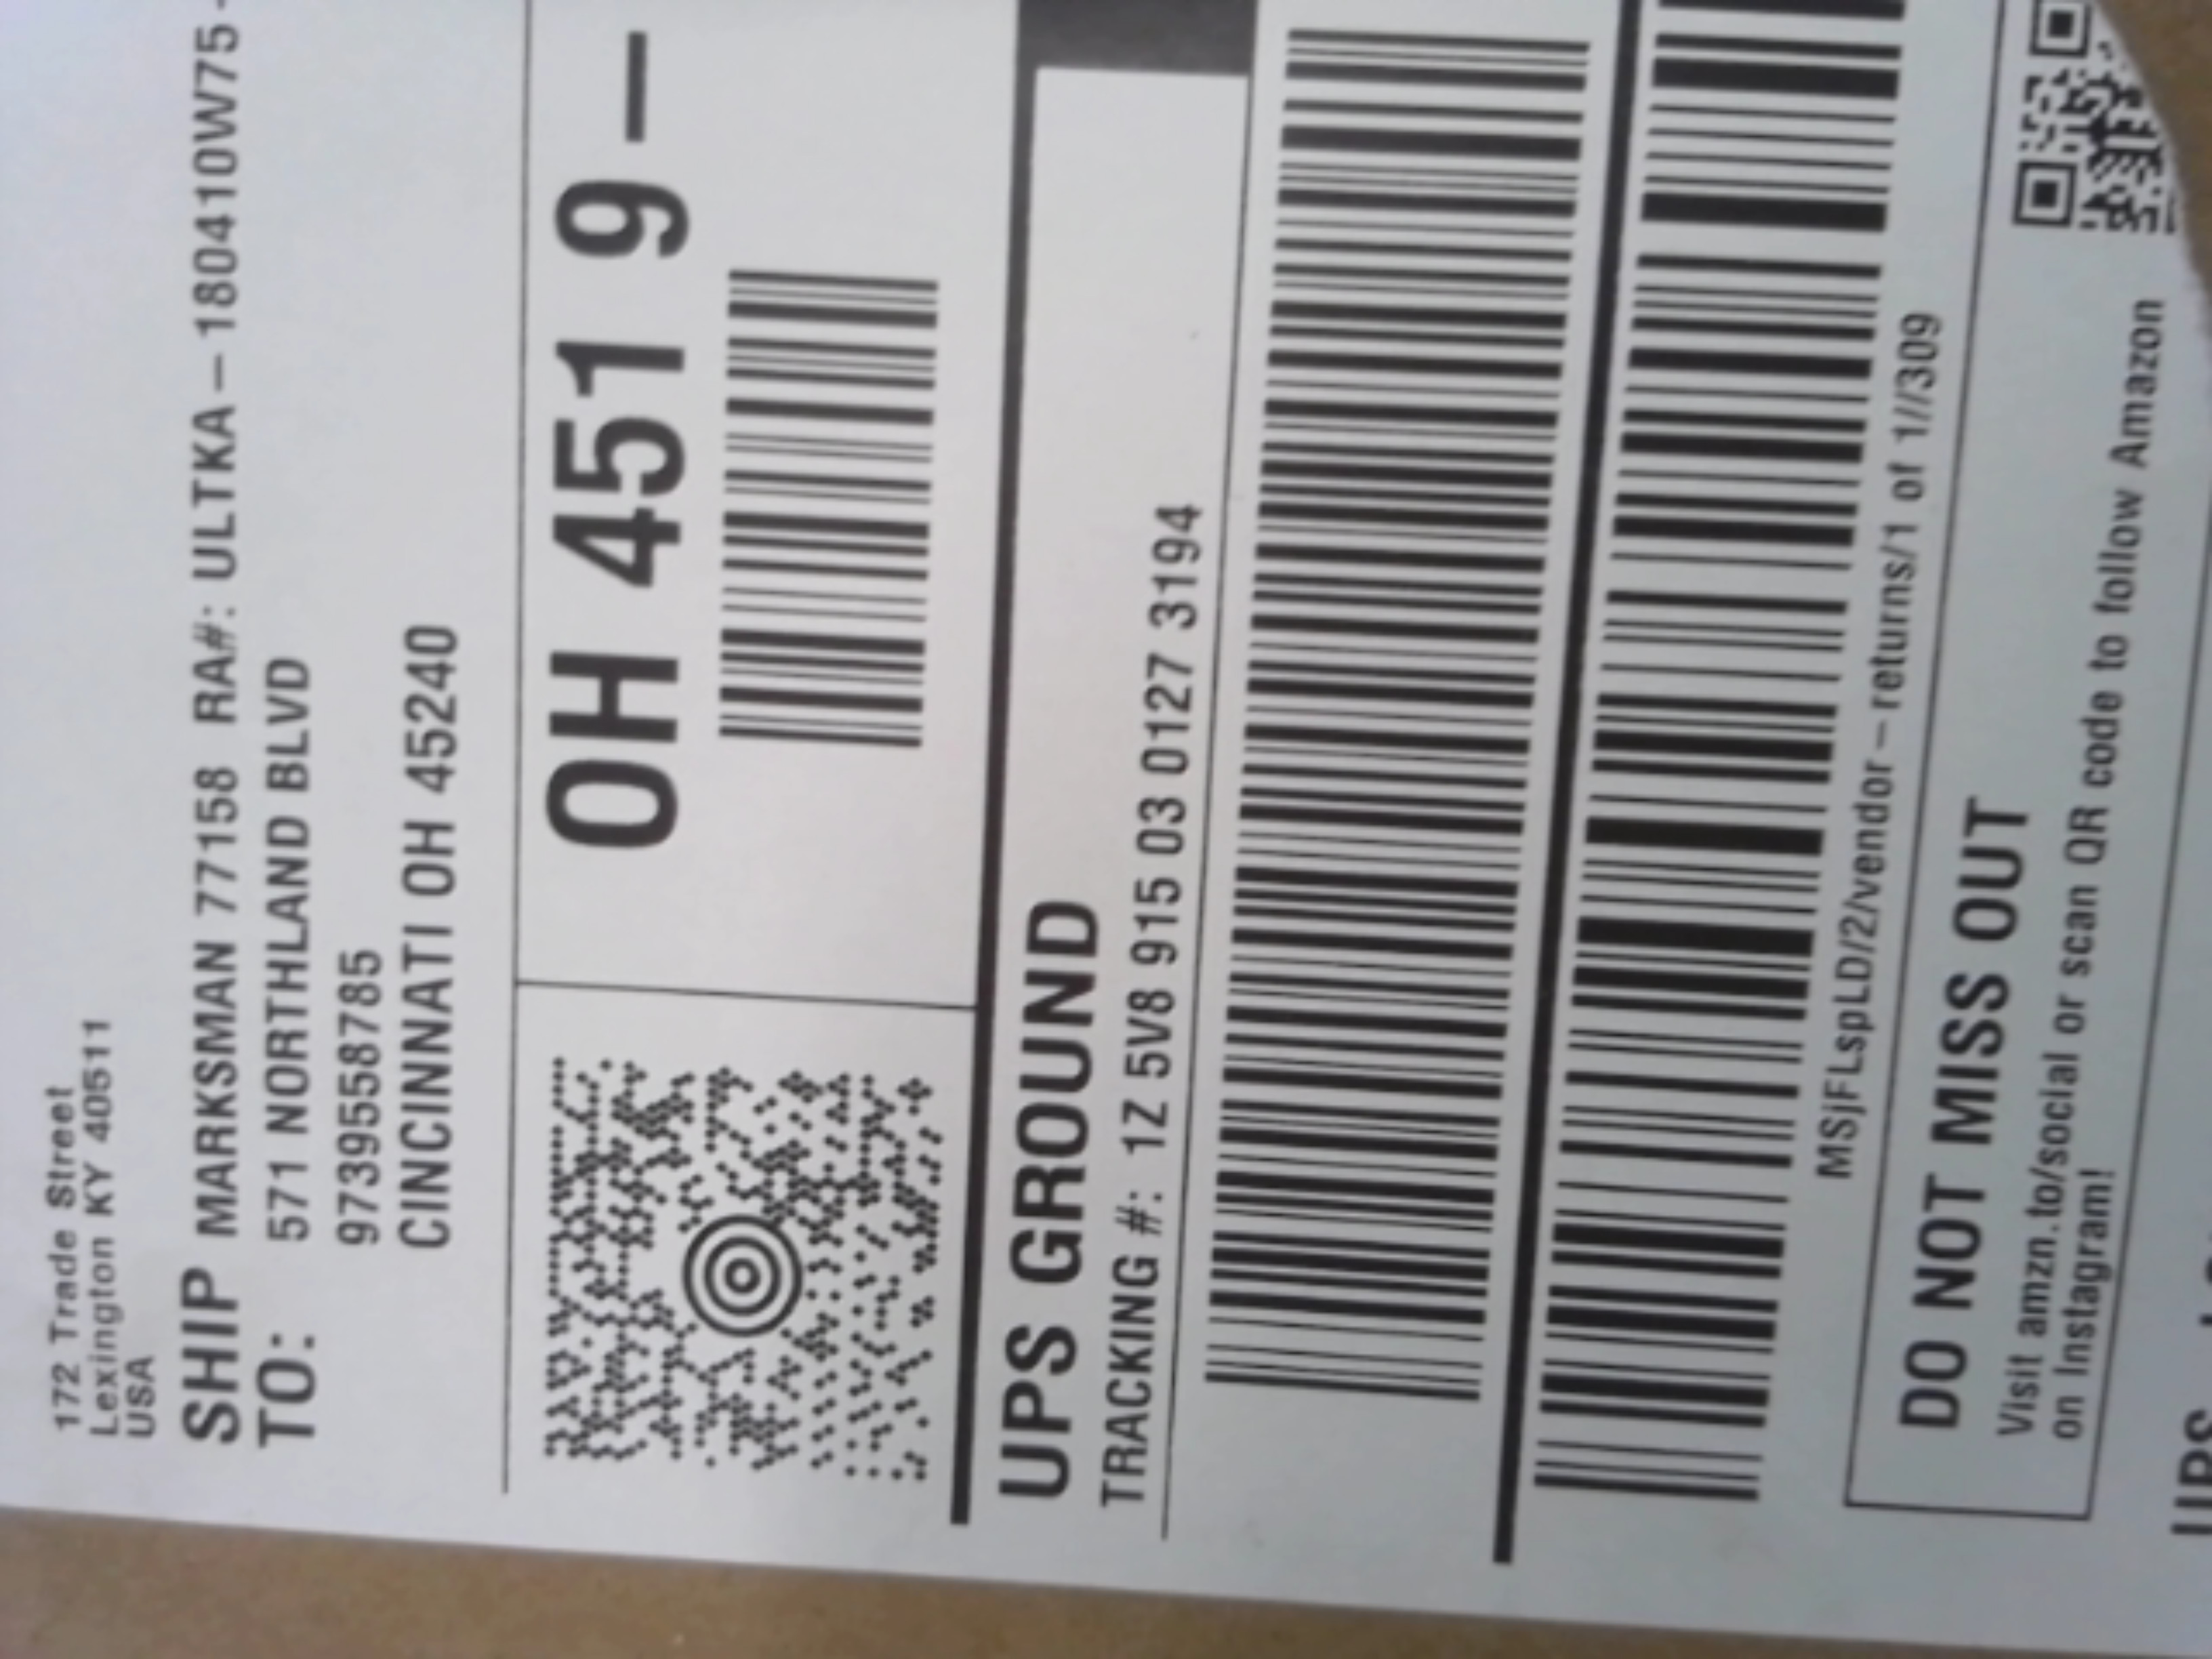 172 Trade Street
Lexington KY 40511
USA
SHIP TO:
MARKSMAN 77158 RA#: ULTKA-180410W75-
571 NORTHLAND BLVD
9739558785
CINCINNATI OH 45240
OH 451 9-
UPS GROUND
TRACKING #: 1Z 5V8 915 03 0127 3194
MSjFLspLD/2/vendor-returns/1 of 1//309
DO NOT MISS OUT
Visit amzn.to/social or scan QR code to follow Amazon
on Instagram!
UPS